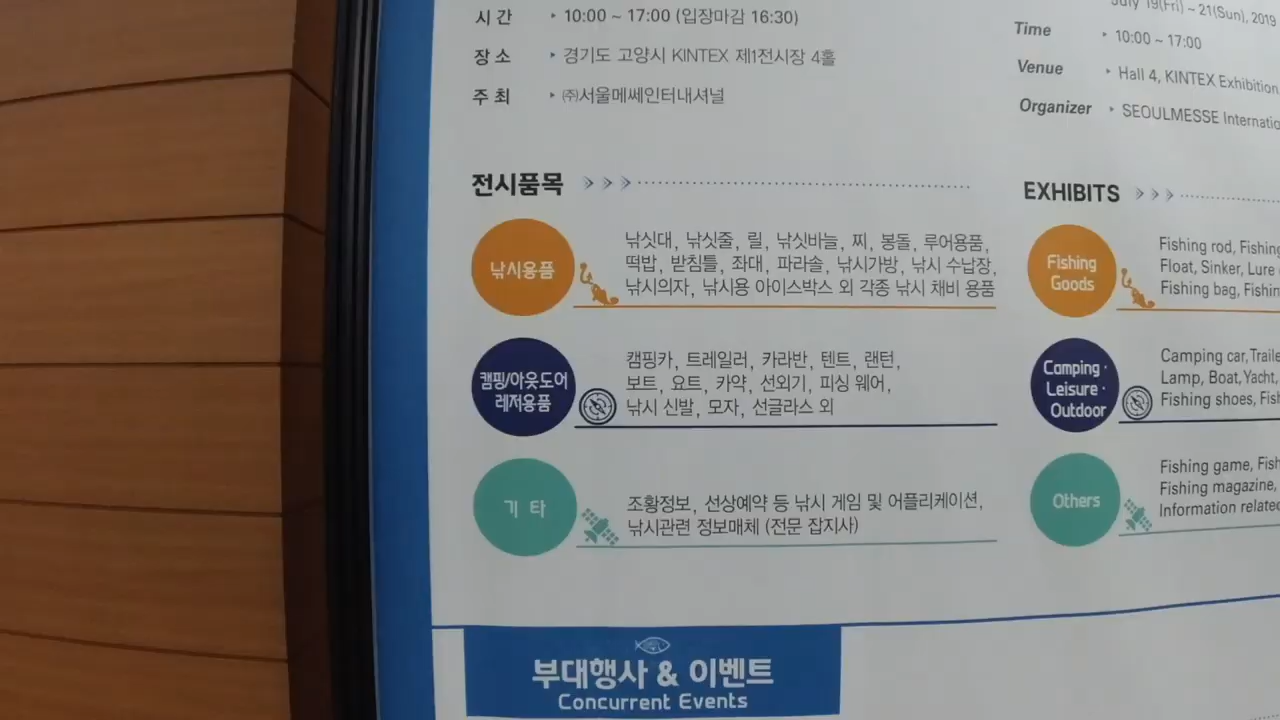 시 간 ▸ 10:00 ~ 17:00 (입장마감 16:30)
장 소 ▸ 경기도 고양시 KINTEX 제1전시장 4홀
주 최 ▸ ㈜서울메쎄인터내셔널
전시품목
낚시용품
낚싯대, 낚싯줄, 릴, 낚싯바늘, 찌, 봉돌, 루어용품,
떡밥, 받침틀, 좌대, 파라솔, 낚시가방, 낚시 수납장,
낚시의자, 낚시용 아이스박스 외 각종 낚시 채비 용품
캠핑/아웃도어
레저용품
캠핑카, 트레일러, 카라반, 텐트, 랜턴,
보트, 요트, 카약, 선외기, 피싱 웨어,
낚시 신발, 모자, 선글라스 외
기 타
조황정보, 선상예약 등 낚시 게임 및 어플리케이션,
낚시관련 정보매체 (전문 잡지사)
July 19(Fri) ~ 21(Sun), 2019
Time ▸ 10:00 ~ 17:00
Venue ▸ Hall 4, KINTEX Exhibition
Organizer ▸ SEOULMESSE
EXHIBITS
Fishing
Goods
Fishing rod, Fishing
Float, Sinker, Lure
Fishing bag,
Camping ·
Leisure ·
Outdoor
Camping car,
Lamp, Boat, Yacht,
Fishing shoes,
Others
Fishing game,
Fishing magazine,
Information
부대행사 & 이벤트
Concurrent Events